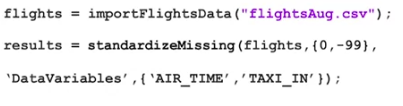 flights = importFlightsData("flightsAug.csv");
results = standardizeMissing(flights,{0,-99},
‘DataVariables’,{‘AIR_TIME’,’TAXI_IN’});